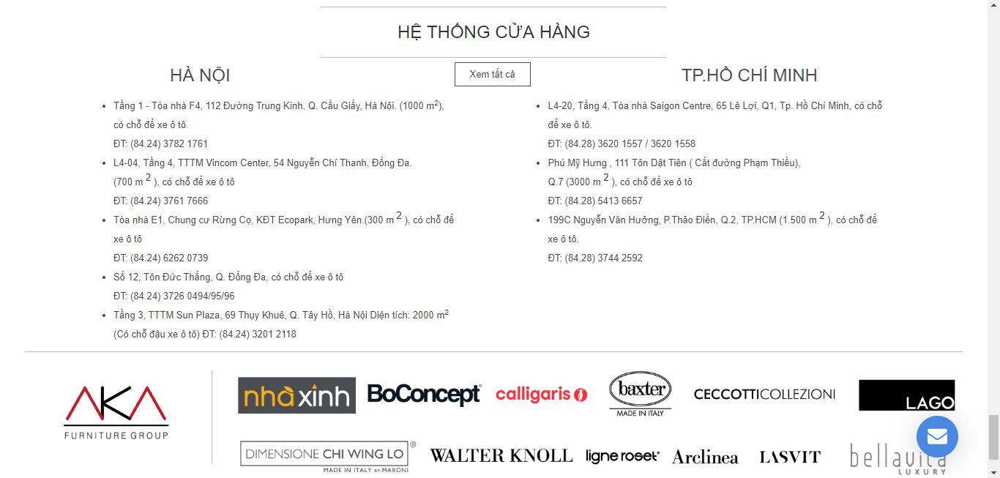 HỆ THỐNG CỬA HÀNG
HÀ NỘI
Xem tất cả
TP.HỒ CHÍ MINH
Tầng 1 - Tòa nhà F4, 112 Đường Trung Kính, Q. Cầu Giấy, Hà Nội. (1000 m²),
có chỗ để xe ô tô.
ĐT: (84.24) 3782 1761
L4-04, Tầng 4, TTTM Vincom Center, 54 Nguyễn Chí Thanh, Đống Đa.
(700 m ² ), có chỗ để xe ô tô
ĐT: (84.24) 3761 7666
Tòa nhà E1, Chung cư Rừng Cọ, KĐT Ecopark, Hưng Yên.(300 m ² ), có chỗ để
xe ô tô
ĐT: (84.24) 6262 0739
Số 12, Tôn Đức Thắng, Q. Đống Đa, có chỗ để xe ô tô
ĐT: (84.24) 3726 0494/95/96
Tầng 3, TTTM Sun Plaza, 69 Thụy Khuê, Q. Tây Hồ, Hà Nội Diện tích: 2000 m²
(Có chỗ đậu xe ô tô) ĐT: (84.24) 3201 2118
L4-20, Tầng 4, Tòa nhà Saigon Centre, 65 Lê Lợi, Q1, Tp. Hồ Chí Minh, có chỗ
để xe ô tô.
ĐT: (84.28) 3620 1557 / 3620 1558
Phú Mỹ Hưng , 111 Tôn Dật Tiên ( Cắt đường Phạm Thiều),
Q.7 (3000 m ² ), có chỗ để xe ô tô
ĐT: (84.28) 5413 6657
199C Nguyễn Văn Hưởng, P.Thảo Điền, Q.2, TP.HCM (1.500 m ² ), có chỗ để
xe ô tô.
ĐT: (84.28) 3744 2592
AKA
FURNITURE GROUP
nhà xinh
BoConcept®
calligaris
baxter
MADE IN ITALY
CECCOTTICOLLEZIONI
LAGO
DIMENSIONE CHI WING LO ®
MADE IN ITALY BY MARONI
WALTER KNOLL
ligne roset®
Arclinea
LASVIT
bellavita
LUXURY